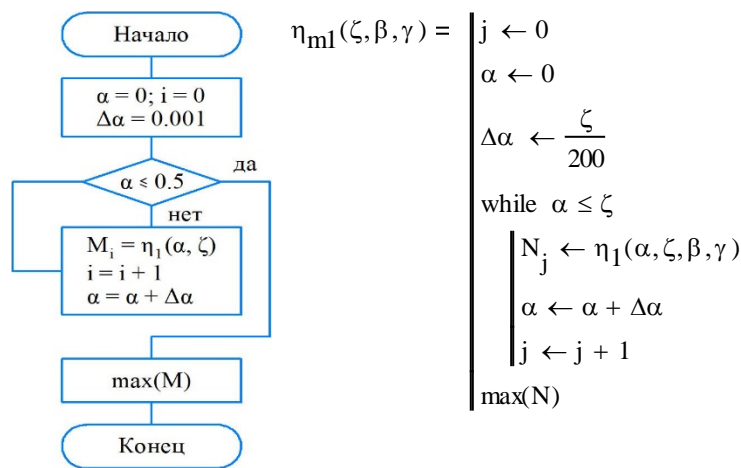 Начало
α = 0; i = 0
Δα = 0.001
α ≤ 0.5
да
нет
M_i = η_1(α, ζ)
i = i + 1
α = α + Δα
max(M)
Конец
η_m1(ζ,β,γ) =
j ← 0
α ← 0
Δα ← ζ/200
while α ≤ ζ
N_j ← η_1(α,ζ,β,γ)
α ← α + Δα
j ← j + 1
max(N)